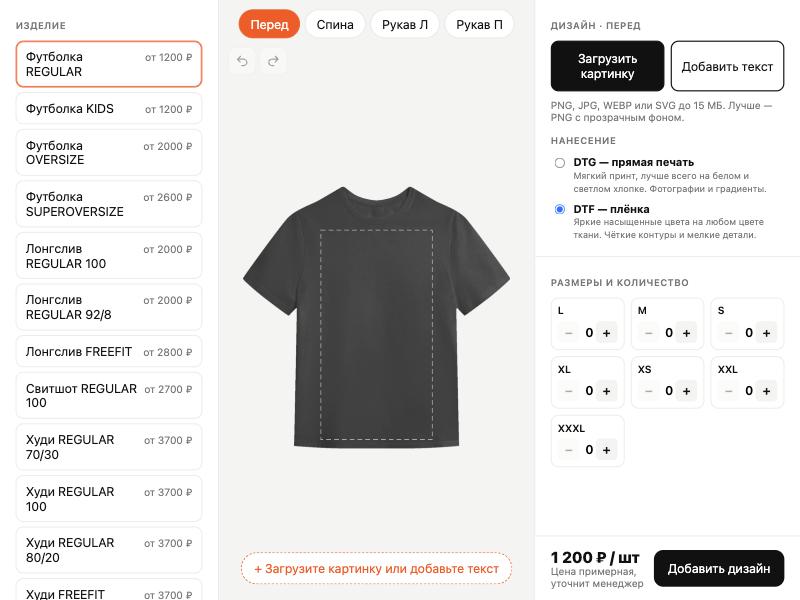 ИЗДЕЛИЕ
Футболка REGULAR от 1200 ₽
Футболка KIDS от 1200 ₽
Футболка OVERSIZE от 2000 ₽
Футболка SUPEROVERSIZE от 2600 ₽
Лонгслив REGULAR 100 от 2000 ₽
Лонгслив REGULAR 92/8 от 2000 ₽
Лонгслив FREEFIT от 2800 ₽
Свитшот REGULAR 100 от 2700 ₽
Худи REGULAR 70/30 от 3700 ₽
Худи REGULAR 100 от 3700 ₽
Худи REGULAR 80/20 от 3700 ₽
Худи FREEFIT от 3700 ₽
Перед Спина Рукав Л Рукав П
+ Загрузите картинку или добавьте текст
ДИЗАЙН · ПЕРЕД
Загрузить картинку
Добавить текст
PNG, JPG, WEBP или SVG до 15 МБ. Лучше —
PNG с прозрачным фоном.
НАНЕСЕНИЕ
DTG — прямая печать
Мягкий принт, лучше всего на белом и
светлом хлопке. Фотографии и градиенты.
DTF — плёнка
Яркие насыщенные цвета на любом цвете
ткани. Чёткие контуры и мелкие детали.
РАЗМЕРЫ И КОЛИЧЕСТВО
L M S
− 0 + − 0 + − 0 +
XL XS XXL
− 0 + − 0 + − 0 +
XXXL
− 0 +
1 200 ₽ / шт
Цена примерная,
уточнит менеджер
Добавить дизайн